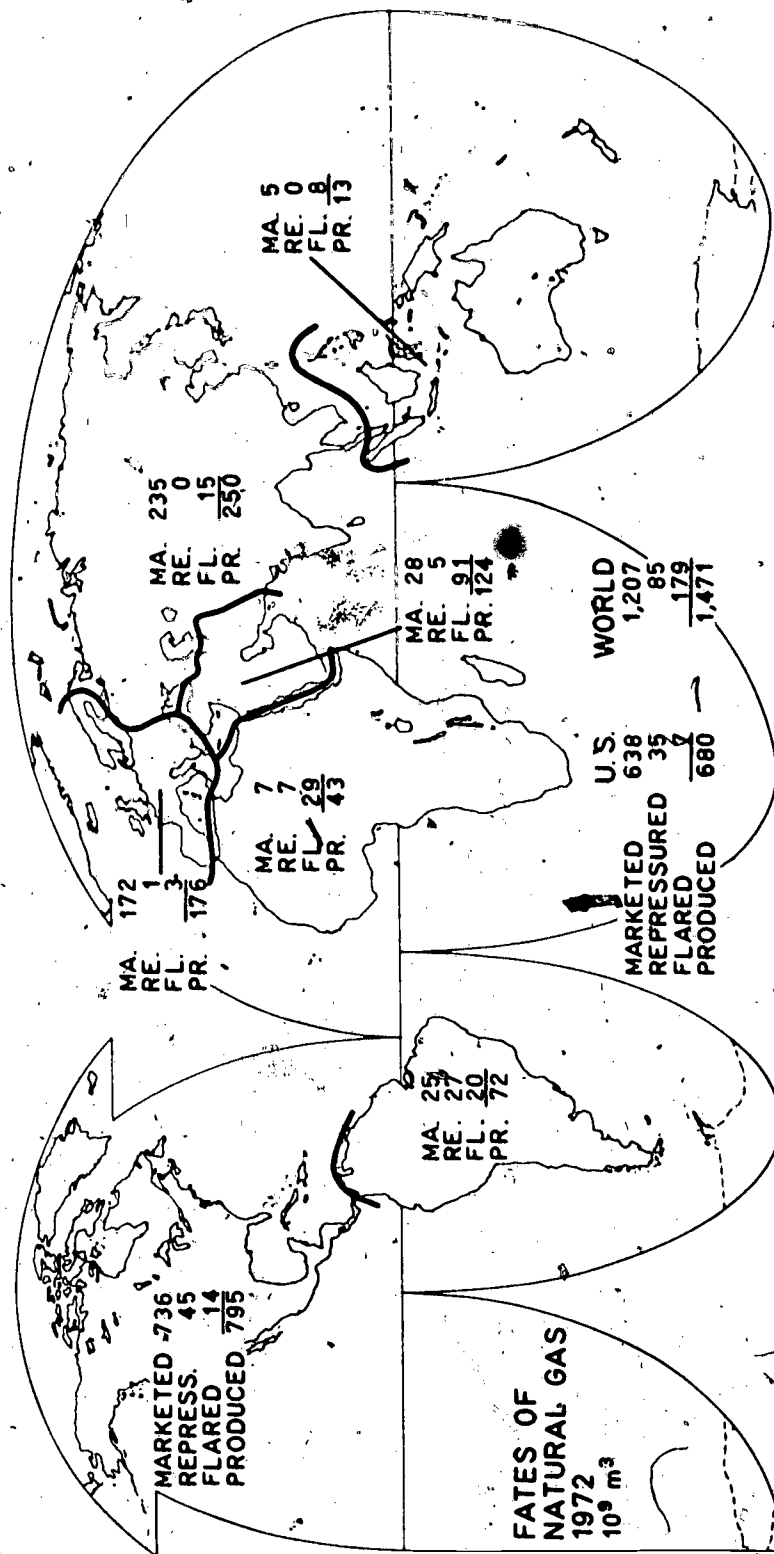 MARKETED 736
REPRESS. 45
FLARED 14
PRODUCED 795
MA. 172
RE. 1
FL. 3
PR. 176
MA. 235
RE. 0
FL. 15
PR. 250
MA. 5
RE. 0
FL. 8
PR. 13
MA. 7
RE. 7
FL. 29
PR. 43
MA. 28
RE. 5
FL. 91
PR. 124
MA. 25
RE. 27
FL. 20
PR. 72
FATES OF
NATURAL GAS
1972
10⁹ m³
U.S. WORLD
MARKETED 638 1,207
REPRESSURED 35 85
FLARED 7 179
PRODUCED 680 1,471